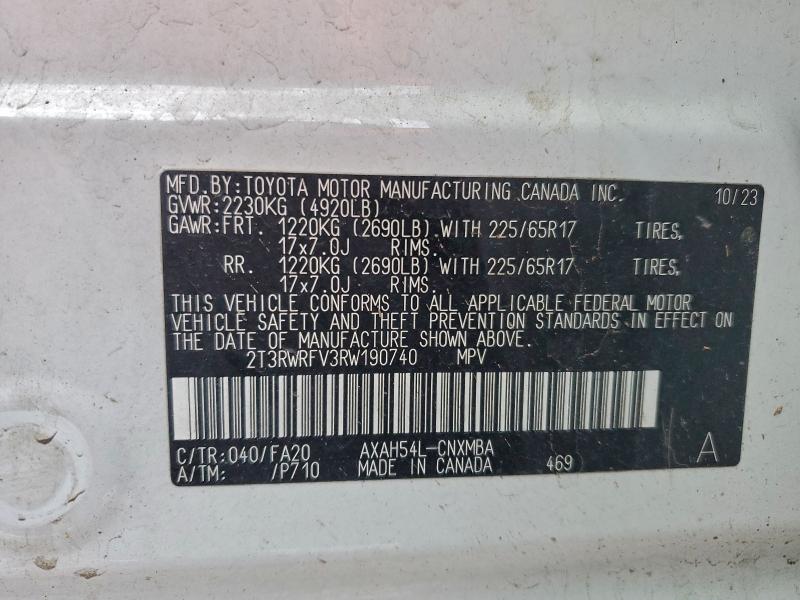 MFD.BY:TOYOTA MOTOR MANUFACTURING CANADA INC. 10/23
GVWR:2230KG (4920LB)
GAWR:FRT. 1220KG (2690LB) WITH 225/65R17 TIRES,
17x7.0J RIMS.
RR. 1220KG (2690LB) WITH 225/65R17 TIRES,
17x7.0J RIMS.
THIS VEHICLE CONFORMS TO ALL APPLICABLE FEDERAL MOTOR
VEHICLE SAFETY AND THEFT PREVENTION STANDARDS IN EFFECT ON
THE DATE OF MANUFACTURE SHOWN ABOVE.
2T3RWRFV3RW190740 MPV
C/TR:040/FA20 AXAH54L-CNXMBA A
A/TM: /P710 MADE IN CANADA 469